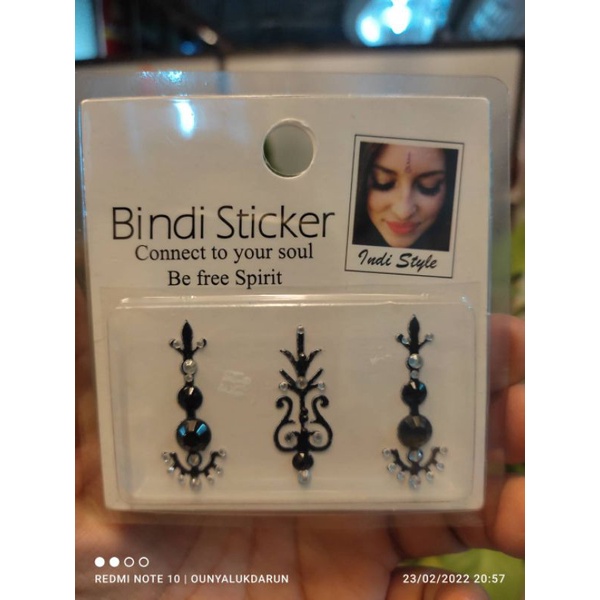 Bindi Sticker
Connect to your soul
Be free Spirit
Indi Style
REDMI NOTE 10 | OUNYALUKDARUN
23/02/2022 20:57